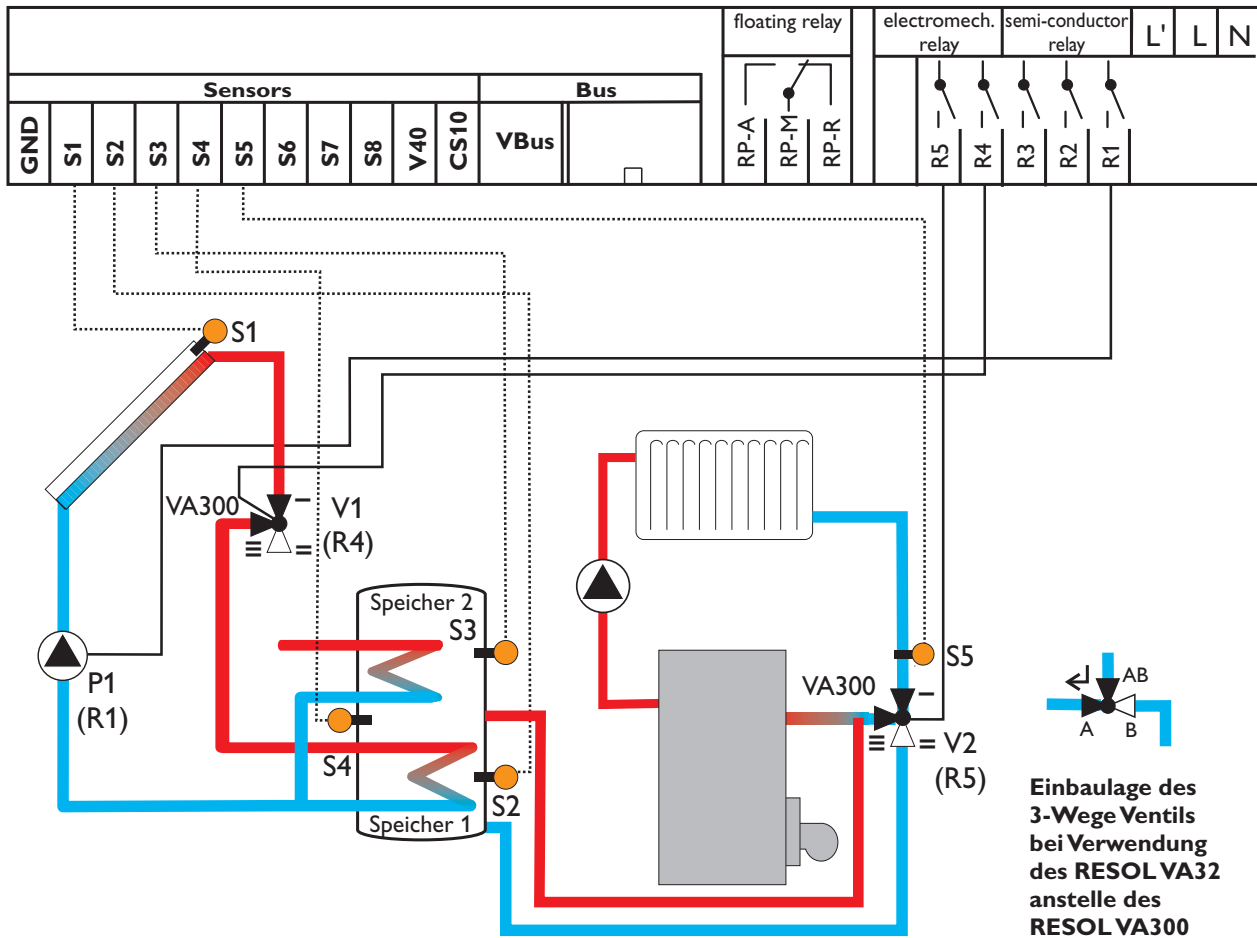 floating relay
electromech. relay
semi-conductor relay
L'
L
N
Sensors
Bus
GND
S1
S2
S3
S4
S5
S6
S7
S8
V40
CS10
VBus
RP-A
RP-M
RP-R
R5
R4
R3
R2
R1
S1
VA300
V1
(R4)
Speicher 2
S3
P1
(R1)
S4
S2
Speicher 1
S5
VA300
V2
(R5)
AB
A
B
Einbaulage des
3-Wege Ventils
bei Verwendung
des RESOL VA32
anstelle des
RESOL VA300